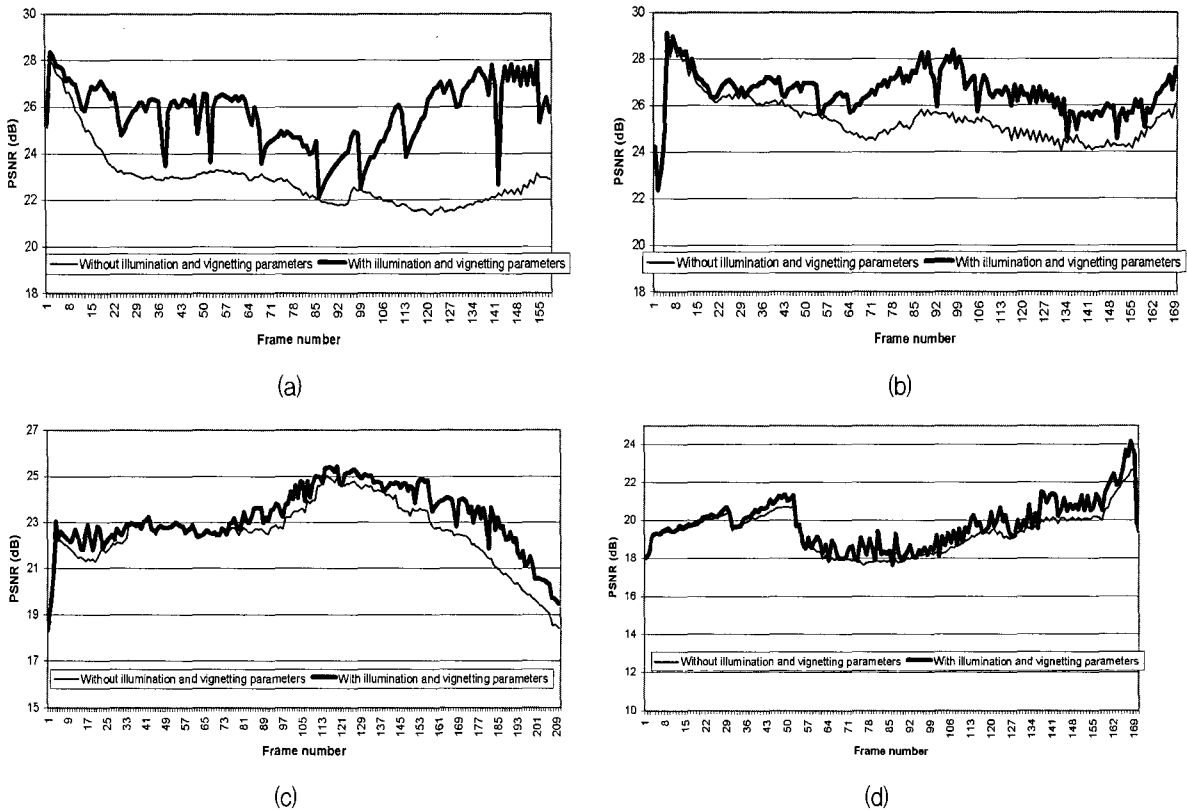 30
28
26
24
22
20
18
PSNR (dB)
Without illumination and vignetting parameters
With illumination and vignetting parameters
1 8 15 22 29 36 43 50 57 64 71 78 85 92 99 106 113 120 127 134 141 148 155
Frame number
(a)
30
28
26
24
22
20
18
PSNR (dB)
Without illumination and vignetting parameters
With illumination and vignetting parameters
1 8 15 22 29 36 43 50 57 64 71 78 85 92 99 106 113 120 127 134 141 148 155 162 169
Frame number
(b)
27
25
23
21
19
17
15
PSNR (dB)
Without illumination and vignetting parameters
With illumination and vignetting parameters
1 9 17 25 33 41 49 57 65 73 81 89 97 105 113 121 129 137 145 153 161 169 177 185 193 201 209
Frame number
(c)
24
22
20
18
16
14
12
10
PSNR (dB)
Without illumination and vignetting parameters
With illumination and vignetting parameters
1 8 15 22 29 36 43 50 57 64 71 78 85 92 99 106 113 120 127 134 141 148 155 162 169
Frame number
(d)